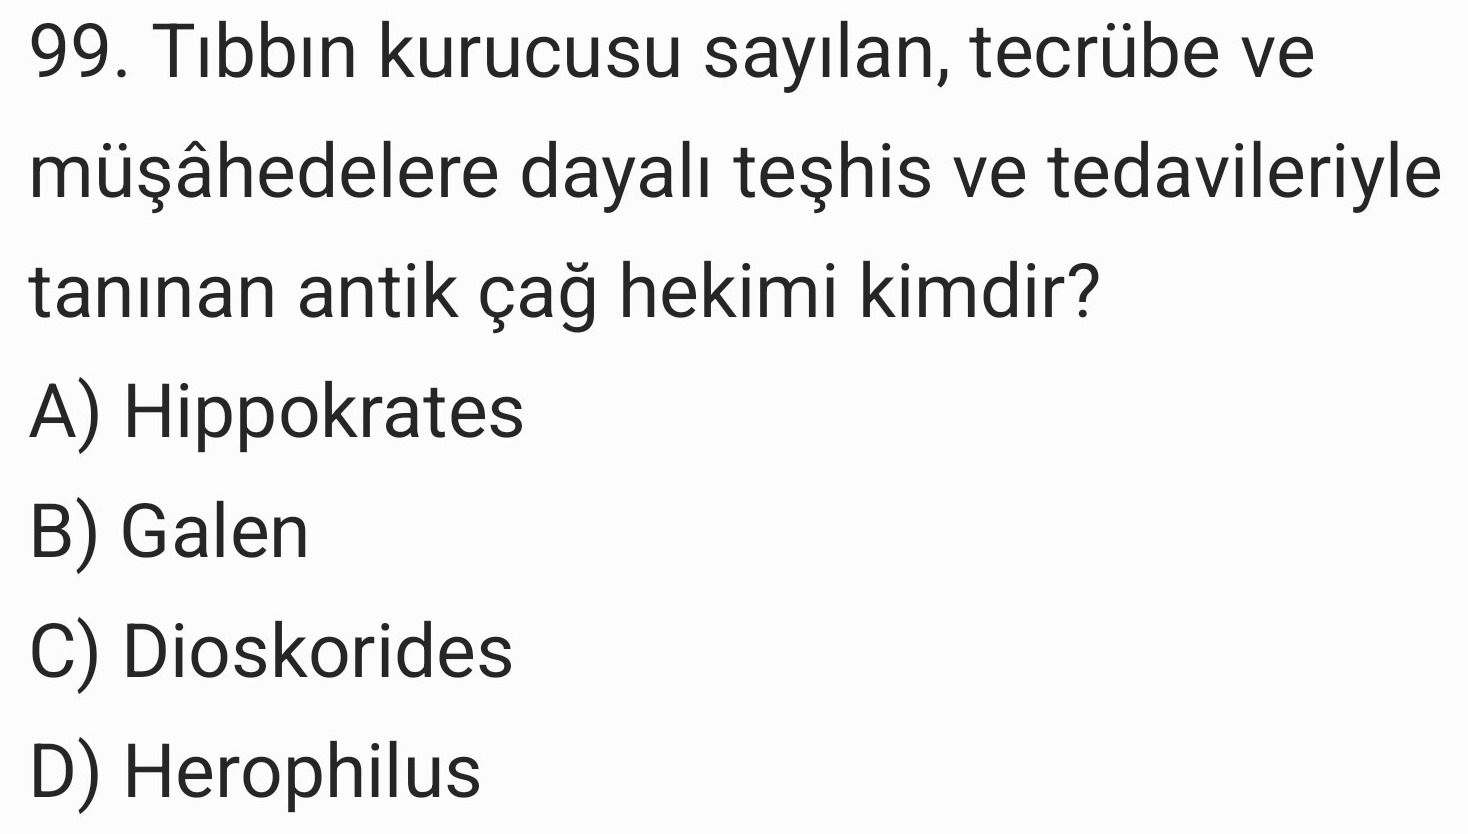 99. Tıbbın kurucusu sayılan, tecrübe ve
müşâhedelere dayalı teşhis ve tedavileriyle
tanınan antik çağ hekimi kimdir?
A) Hippokrates
B) Galen
C) Dioskorides
D) Herophilus